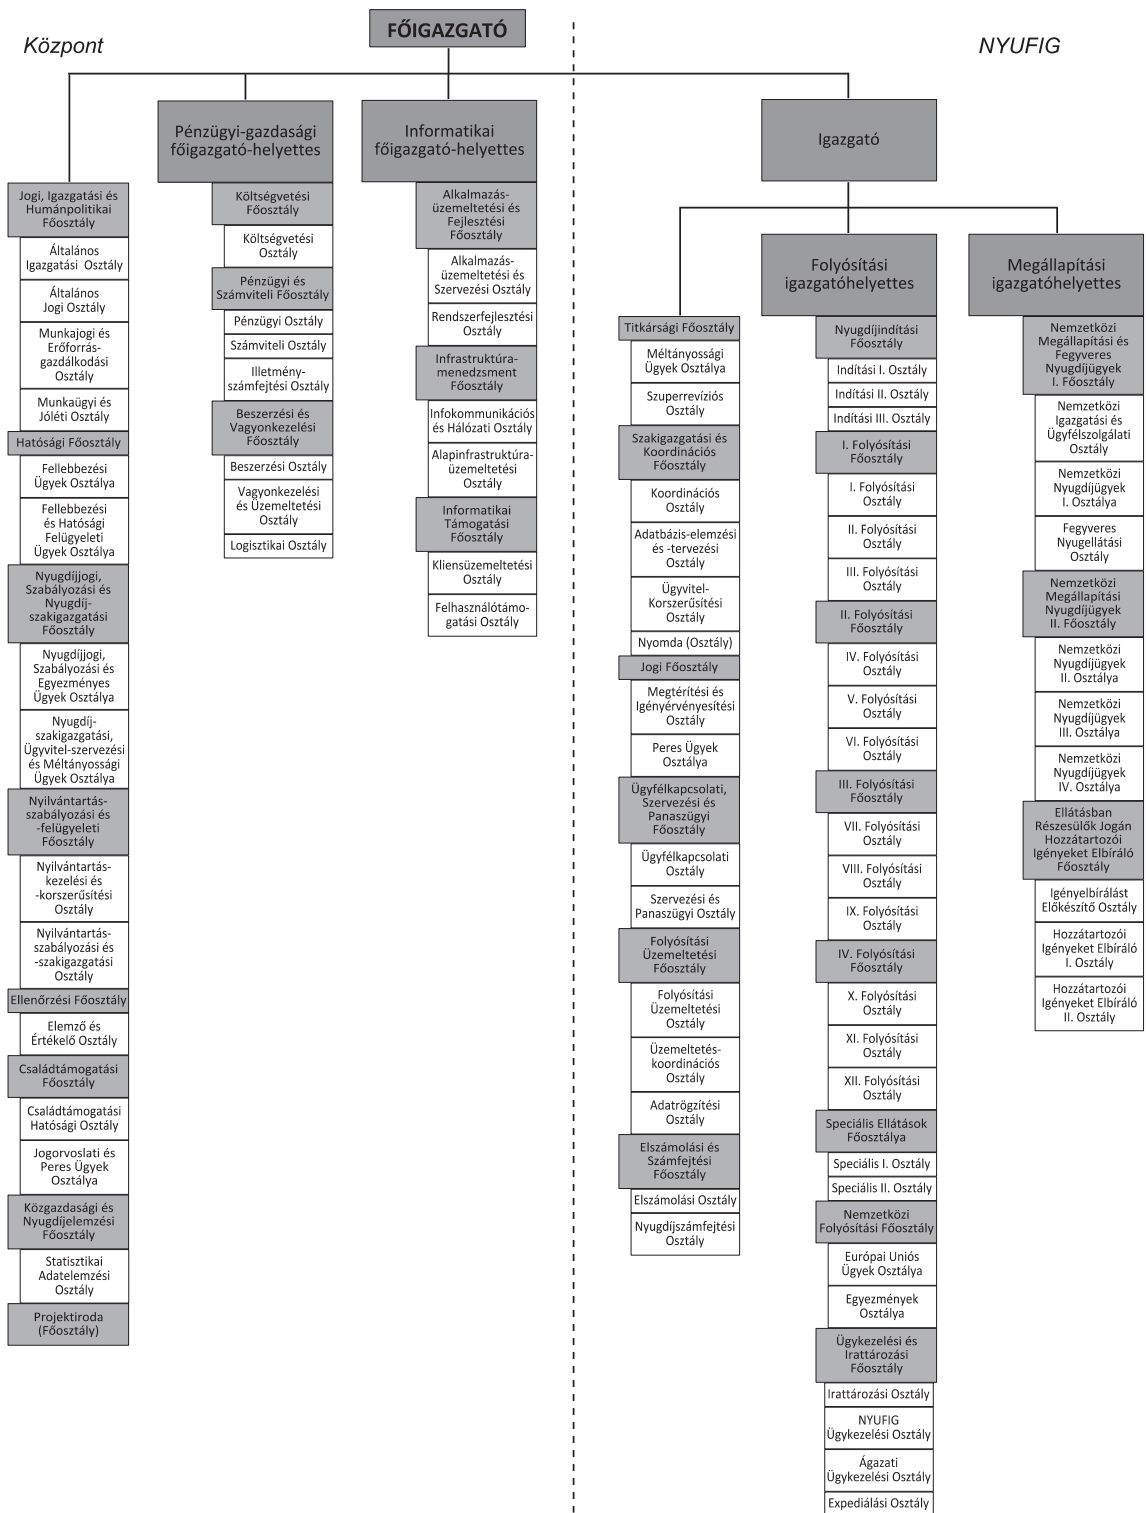 Központ
FŐIGAZGATÓ
NYUFIG
Jogi, Igazgatási és
Humánpolitikai
Főosztály
Általános
Igazgatási Osztály
Általános
Jogi Osztály
Munkajogi és
Erőforrás-
gazdálkodási
Osztály
Munkaügyi és
Jóléti Osztály
Hatósági Főosztály
Fellebbezési
Ügyek Osztálya
Fellebbezési
és Hatósági
Felügyeleti
Ügyek Osztálya
Nyugdíjjogi,
Szabályozási és
Nyugdíj-
szakigazgatási
Főosztály
Nyugdíjjogi,
Szabályozási és
Egyezményes
Ügyek Osztálya
Nyugdíj-
szakigazgatási,
Ügyvitel-szervezési
és Méltányossági
Ügyek Osztálya
Nyilvántartás-
szabályozási és
-felügyeleti
Főosztály
Nyilvántartás-
kezelési és
-korszerűsítési
Osztály
Nyilvántartás-
szabályozási és
-szakigazgatási
Osztály
Ellenőrzési Főosztály
Elemző és
Értékelő Osztály
Családtámogatási
Főosztály
Családtámogatási
Hatósági Osztály
Jogorvoslati és
Peres Ügyek
Osztálya
Közgazdasági és
Nyugdíjelemzési
Főosztály
Statisztikai
Adatelemzési
Osztály
Projektiroda
(Főosztály)
Pénzügyi-gazdasági
főigazgató-helyettes
Költségvetési
Főosztály
Költségvetési
Osztály
Pénzügyi és
Számviteli Főosztály
Pénzügyi Osztály
Számviteli Osztály
Illetmény-
számfejtési Osztály
Beszerzési és
Vagyonkezelési
Főosztály
Beszerzési Osztály
Vagyonkezelési
és Üzemeltetési
Osztály
Logisztikai Osztály
Informatikai
főigazgató-helyettes
Alkalmazás-
üzemeltetési és
Fejlesztési
Főosztály
Alkalmazás-
üzemeltetési és
Szervezési Osztály
Rendszerfejlesztési
Osztály
Infrastruktúra-
menedzsment
Főosztály
Infokommunikációs
és Hálózati Osztály
Alapinfrastruktúra-
üzemeltetési
Osztály
Informatikai
Támogatási
Főosztály
Kliensüzemeltetési
Osztály
Felhasználótámo-
gatási Osztály
Igazgató
Titkársági Főosztály
Méltányossági
Ügyek Osztálya
Szuperrevíziós
Osztály
Szakigazgatási és
Koordinációs
Főosztály
Koordinációs
Osztály
Adatbázis-elemzési
és -tervezési
Osztály
Ügyvitel-
Korszerűsítési
Osztály
Nyomda (Osztály)
Jogi Főosztály
Megtérítési és
Igényérvényesítési
Osztály
Peres Ügyek
Osztálya
Ügyfélkapcsolati,
Szervezési és
Panaszügyi
Főosztály
Ügyfélkapcsolati
Osztály
Szervezési és
Panaszügyi Osztály
Folyósítási
Üzemeltetési
Főosztály
Folyósítási
Üzemeltetési
Osztály
Üzemeltetés-
koordinációs
Osztály
Adatrögzítési
Osztály
Elszámolási és
Számfejtési
Főosztály
Elszámolási Osztály
Nyugdíjszámfejtési
Osztály
Folyósítási
igazgatóhelyettes
Nyugdíjindítási
Főosztály
Indítási I. Osztály
Indítási II. Osztály
Indítási III. Osztály
I. Folyósítási
Főosztály
I. Folyósítási
Osztály
II. Folyósítási
Osztály
III. Folyósítási
Osztály
II. Folyósítási
Főosztály
IV. Folyósítási
Osztály
V. Folyósítási
Osztály
VI. Folyósítási
Osztály
III. Folyósítási
Főosztály
VII. Folyósítási
Osztály
VIII. Folyósítási
Osztály
IX. Folyósítási
Osztály
IV. Folyósítási
Főosztály
X. Folyósítási
Osztály
XI. Folyósítási
Osztály
XII. Folyósítási
Osztály
Speciális Ellátások
Főosztálya
Speciális I. Osztály
Speciális II. Osztály
Nemzetközi
Folyósítási Főosztály
Európai Uniós
Ügyek Osztálya
Egyezmények
Osztálya
Ügykezelési és
Irattározási
Főosztály
Irattározási Osztály
NYUFIG
Ügykezelési Osztály
Ágazati
Ügykezelési Osztály
Expediálási Osztály
Megállapítási
igazgatóhelyettes
Nemzetközi
Megállapítási és
Fegyveres
Nyugdíjügyek
I. Főosztály
Nemzetközi
Igazgatási és
Ügyfélszolgálati
Osztály
Nemzetközi
Nyugdíjügyek
I. Osztálya
Fegyveres
Nyugellátási
Osztály
Nemzetközi
Megállapítási
Nyugdíjügyek
II. Főosztály
Nemzetközi
Nyugdíjügyek
II. Osztálya
Nemzetközi
Nyugdíjügyek
III. Osztálya
Nemzetközi
Nyugdíjügyek
IV. Osztálya
Ellátásban
Részesülők Jogán
Hozzátartozói
Igényeket Elbíráló
Főosztály
Igényelbírálást
Előkészítő Osztály
Hozzátartozói
Igényeket Elbíráló
I. Osztály
Hozzátartozói
Igényeket Elbíráló
II. Osztály